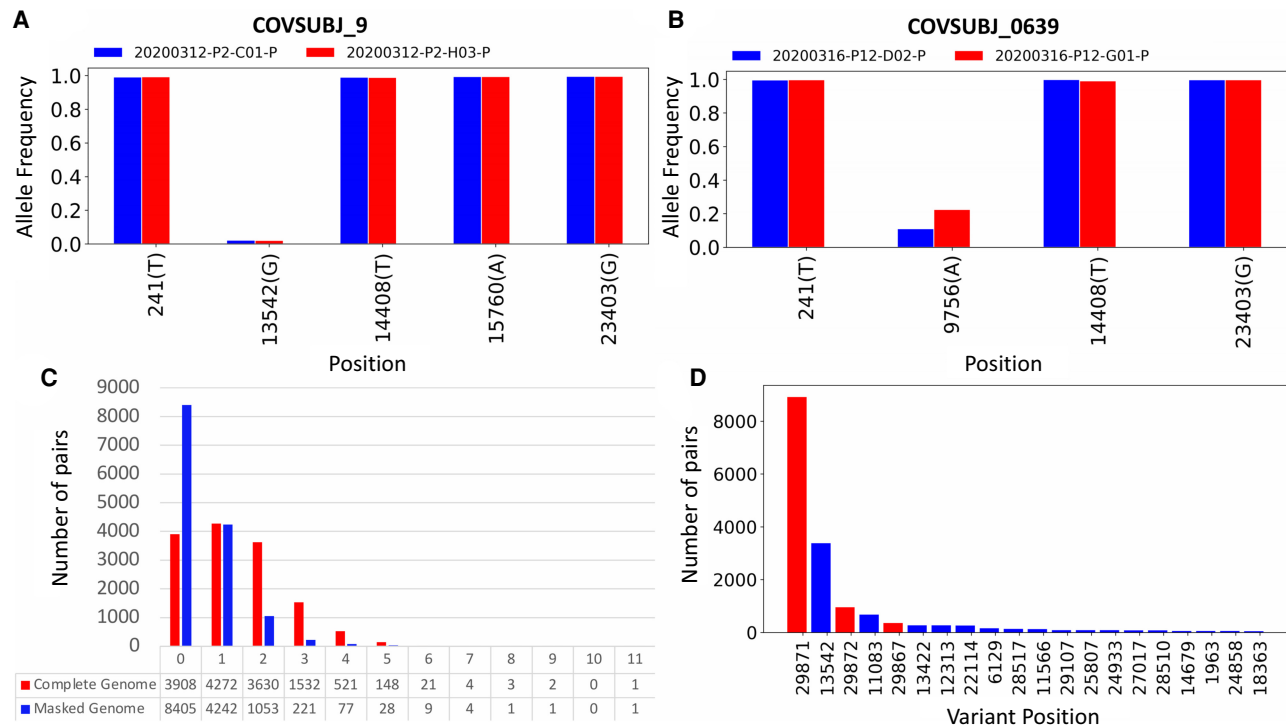 A
COVSUBJ_9
20200312-P2-C01-P
20200312-P2-H03-P
Allele Frequency
1.0
0.8
0.6
0.4
0.2
0.0
241(T)
13542(G)
14408(T)
15760(A)
23403(G)
Position
B
COVSUBJ_0639
20200316-P12-D02-P
20200316-P12-G01-P
Allele Frequency
1.0
0.8
0.6
0.4
0.2
0.0
241(T)
9756(A)
14408(T)
23403(G)
C
Number of pairs
9000
8000
7000
6000
5000
4000
3000
2000
1000
0
0 1 2 3 4 5 6 7 8 9 10 11
Complete Genome 3908 4272 3630 1532 521 148 21 4 3 2 0 1
Masked Genome 8405 4242 1053 221 77 28 9 4 1 1 0 1
D
Position
Number of pairs
8000
6000
4000
2000
0
29871
13542
29872
11083
29867
13422
12313
22114
6129
28517
11566
29107
25807
24933
27017
28510
14679
1963
24858
18363
Variant Position